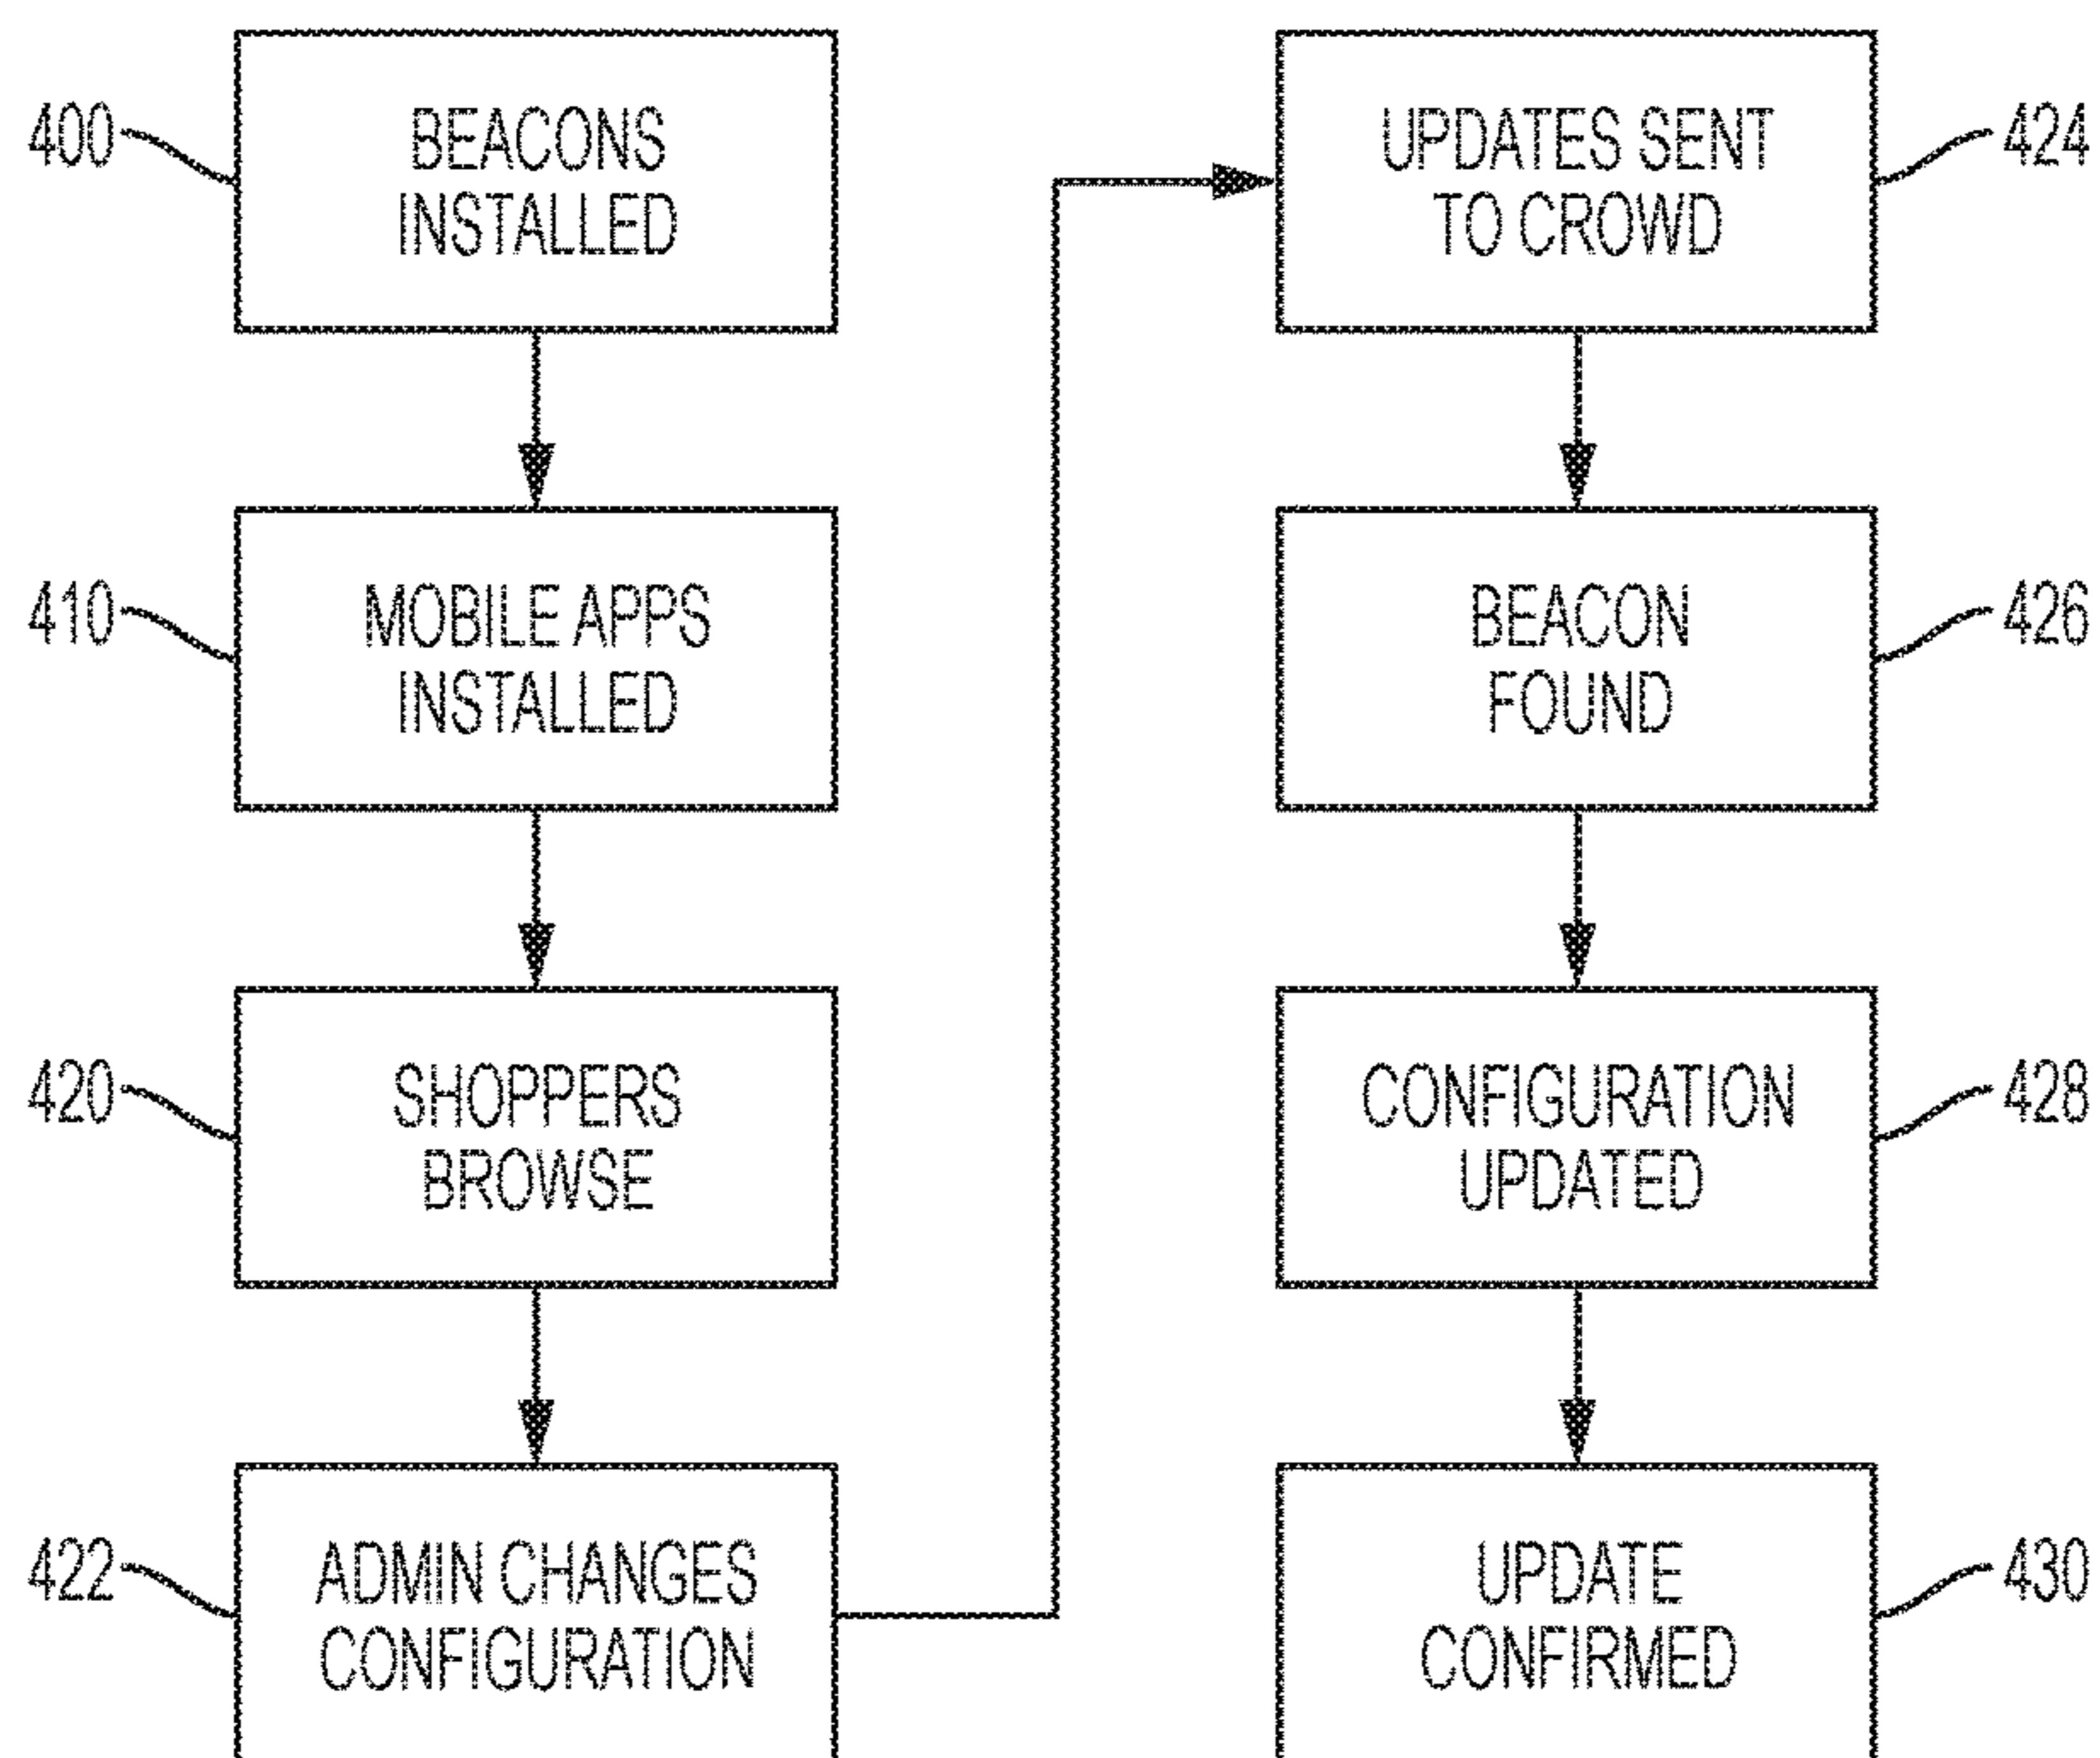 400
BEACONS
INSTALLED
410
MOBILE APPS
INSTALLED
420
SHOPPERS
BROWSE
422
ADMIN CHANGES
CONFIGURATION
UPDATES SENT
TO CROWD
424
BEACON
FOUND
426
CONFIGURATION
UPDATED
428
UPDATE
CONFIRMED
430